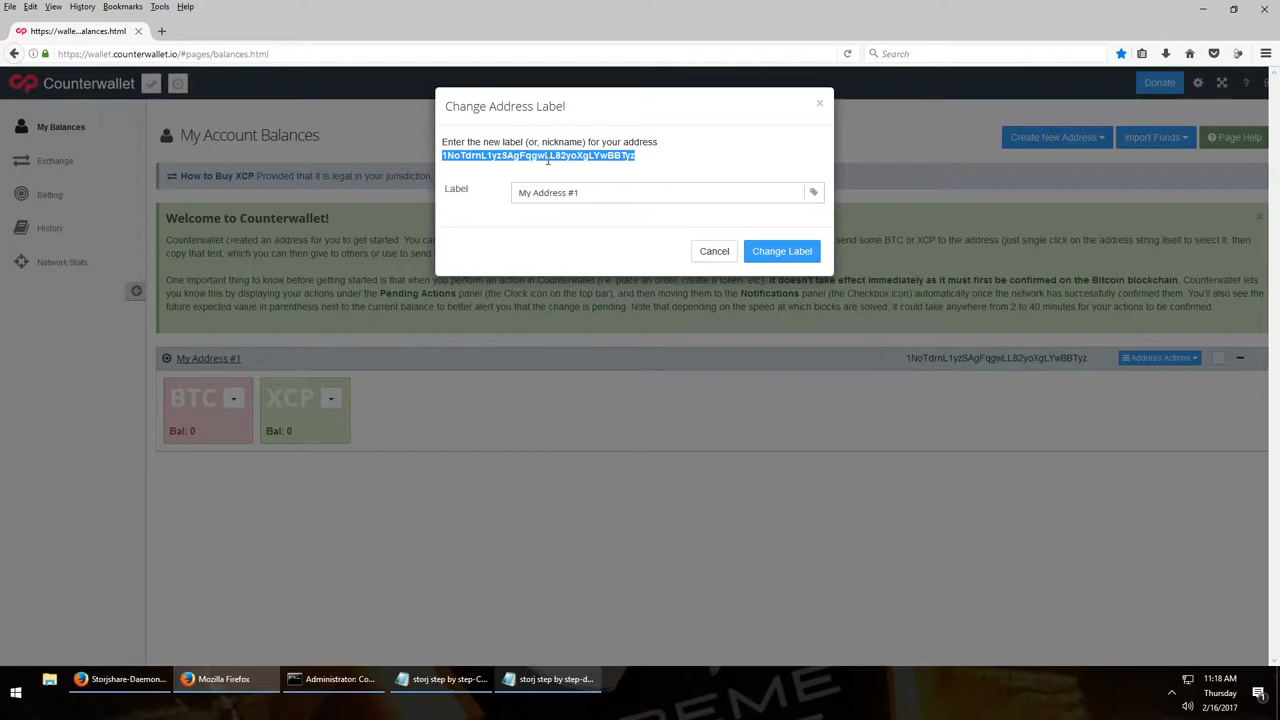 File Edit View History Bookmarks Tools Help
https://walle...alances.html
https://wallet.counterwallet.io/#pages/balances.html
Search
Counterwallet
Donate
My Balances
Exchange
Betting
History
Network Stats
My Account Balances
Create New Address
Import Funds
Page Help
How to Buy XCP Provided that it is legal in your jurisdiction,
Change Address Label
Enter the new label (or, nickname) for your address
1NoTdrnL1yzSAgFqgwLL82yoXgLYwBBTyz
Label
My Address #1
Cancel
Change Label
Welcome to Counterwallet!
Counterwallet created an address for you to get started. You can
send some BTC or XCP to the address (just single click on the address string itself to select it, then
copy that text, which you can then give to others or use to send
One important thing to know before getting started is that when you perform an action in Counterwallet (i.e. place an order, create a token, etc), it doesn't take effect immediately as it must first be confirmed on the Bitcoin blockchain. Counterwallet lets
you know this by displaying your actions under the Pending Actions panel (the Clock icon on the top bar), and then moving them to the Notifications panel (the Checkbox icon) automatically once the network has successfully confirmed them. You'll also see the
future expected value in parenthesis next to the current balance to better alert you that the change is pending. Note that depending on the speed at which blocks are solved, it could take anywhere from 2 to 40 minutes for your actions to be confirmed.
My Address #1
1NoTdrnL1yzSAgFqgwLL82yoXgLYwBBTyz
Address Actions
BTC
Bal: 0
XCP
Bal: 0
Storjshare-Daemon...
Mozilla Firefox
Administrator: Co...
storj step by step-C...
storj step by step-d...
11:18 AM
Thursday
2/16/2017